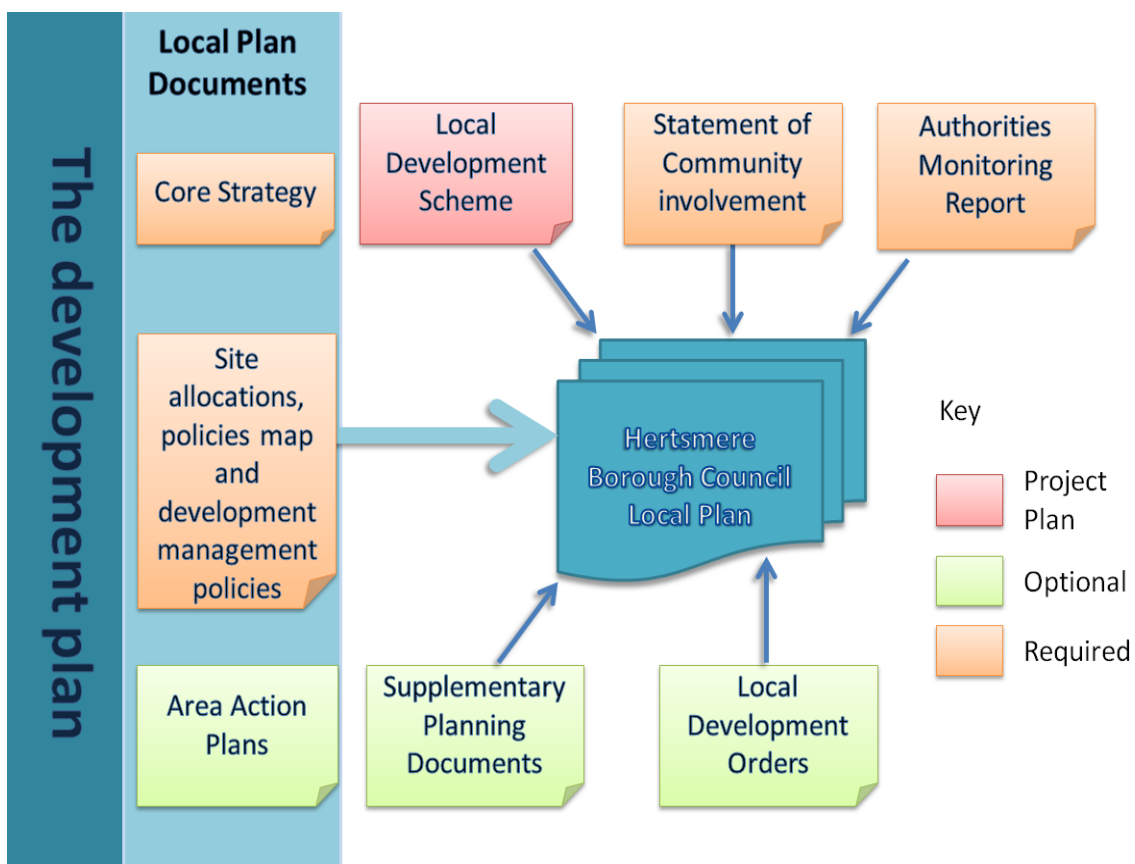 The development plan
Local Plan
Documents
Core Strategy
Site
allocations,
policies map
and
development
management
policies
Area Action
Plans
Local
Development
Scheme
Statement of
Community
involvement
Authorities
Monitoring
Report
Hertsmere
Borough Council
Local Plan
Supplementary
Planning
Documents
Local
Development
Orders
Key
Project
Plan
Optional
Required